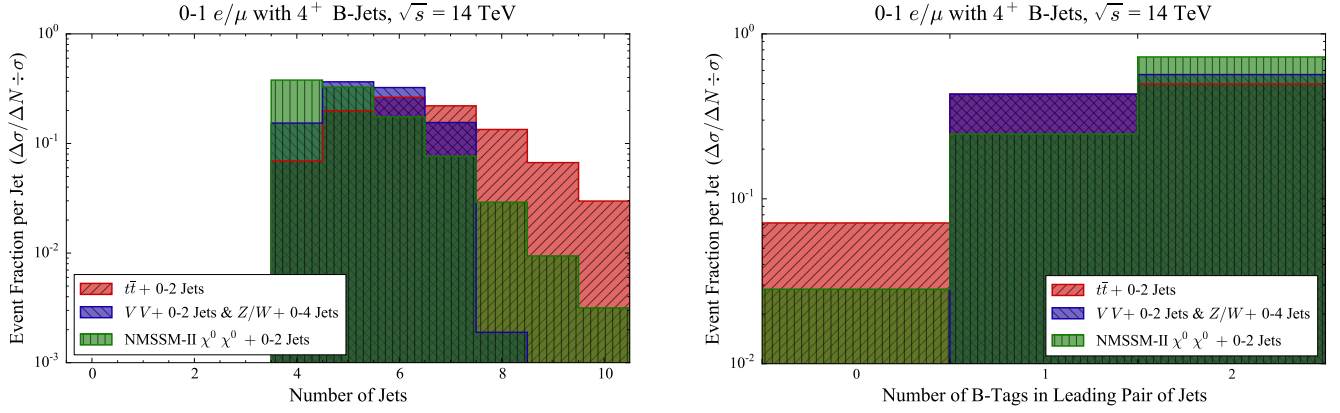 0-1 e/μ with 4⁺ B-Jets, √s = 14 TeV
Event Fraction per Jet (Δσ/ΔN ÷ σ)
10⁰
10⁻¹
10⁻²
10⁻³
tt̄ + 0-2 Jets
V V + 0-2 Jets & Z/W + 0-4 Jets
NMSSM-II χ⁰ χ⁰ + 0-2 Jets
0 2 4 6 8 10
Number of Jets
0-1 e/μ with 4⁺ B-Jets, √s = 14 TeV
Event Fraction per Jet (Δσ/ΔN ÷ σ)
10⁰
10⁻¹
10⁻²
tt̄ + 0-2 Jets
V V + 0-2 Jets & Z/W + 0-4 Jets
NMSSM-II χ⁰ χ⁰ + 0-2 Jets
0 1 2
Number of B-Tags in Leading Pair of Jets